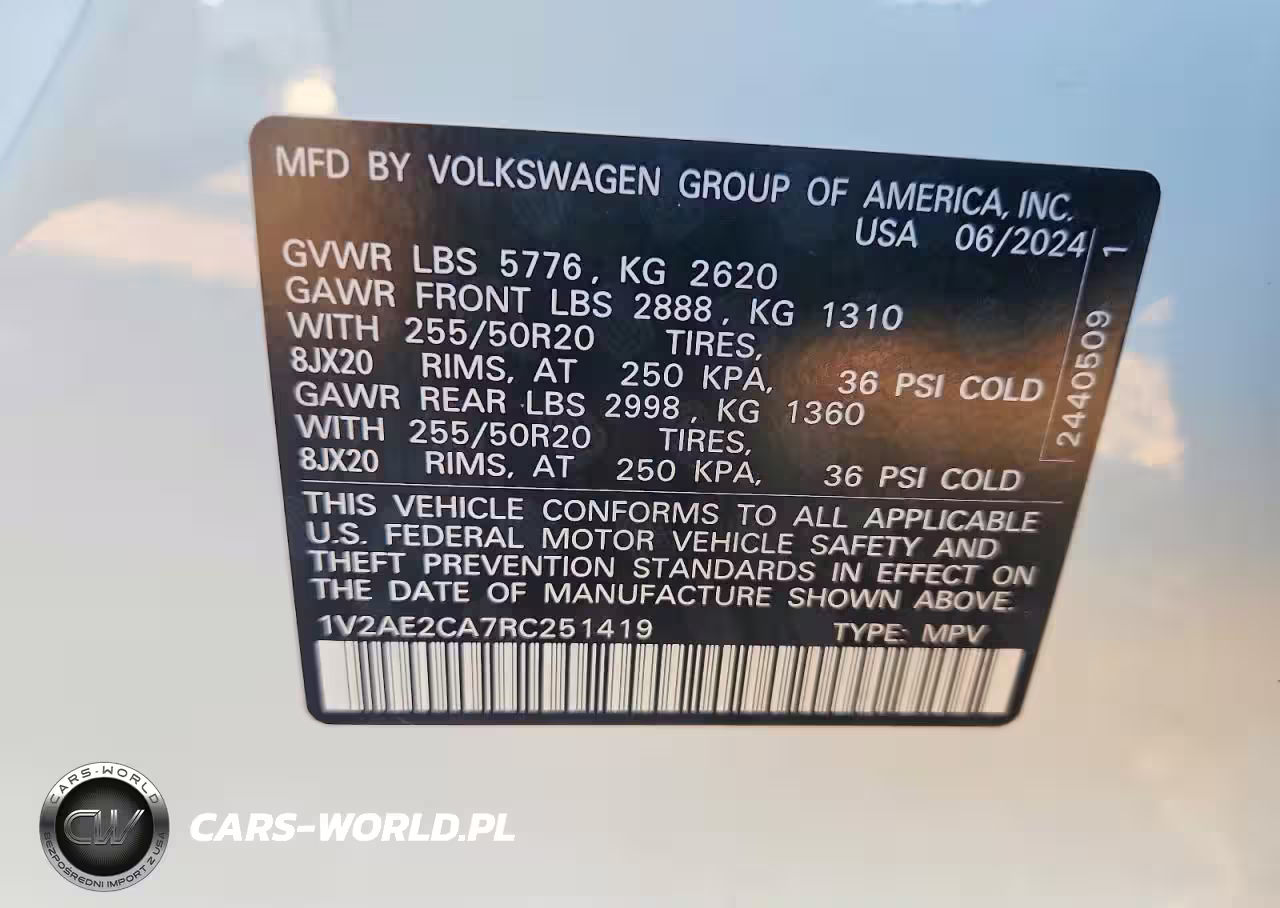 MFD BY VOLKSWAGEN GROUP OF AMERICA, INC.
USA 06/2024
GVWR LBS 5776, KG 2620
GAWR FRONT LBS 2888, KG 1310
WITH 255/50R20 TIRES,
8JX20 RIMS, AT 250 KPA, 36 PSI COLD
GAWR REAR LBS 2998, KG 1360
WITH 255/50R20 TIRES,
8JX20 RIMS, AT 250 KPA, 36 PSI COLD
2440509 1
THIS VEHICLE CONFORMS TO ALL APPLICABLE
U.S. FEDERAL MOTOR VEHICLE SAFETY AND
THEFT PREVENTION STANDARDS IN EFFECT ON
THE DATE OF MANUFACTURE SHOWN ABOVE.
1V2AE2CA7RC251419 TYPE: MPV
CARS-WORLD
CW
BEZPOŚREDNI IMPORT Z USA
CARS-WORLD.PL